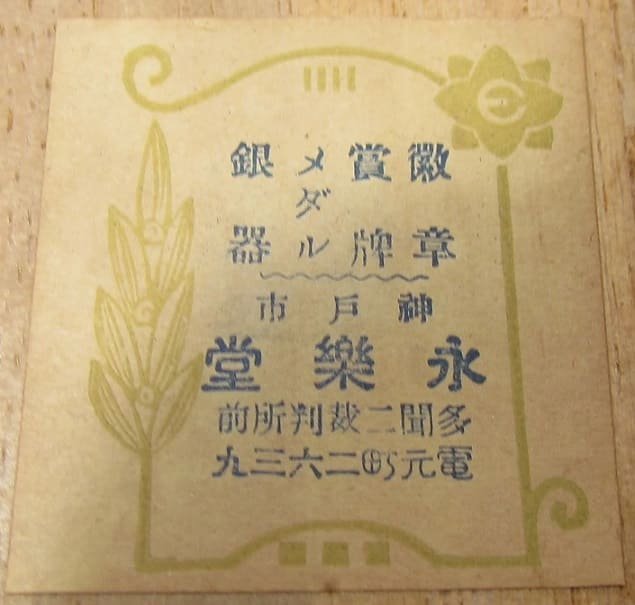 徽章
賞牌
メダル
銀器
神戸市
永樂堂
多聞二裁判所前
電元町二六三九